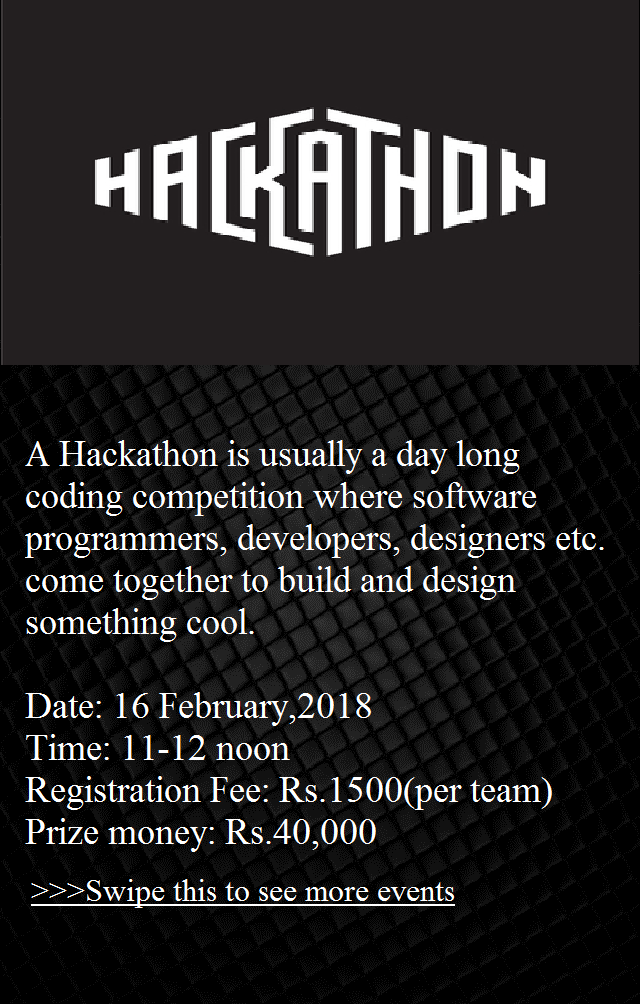 HACKATHON
A Hackathon is usually a day long
coding competition where software
programmers, developers, designers etc.
come together to build and design
something cool.
Date: 16 February,2018
Time: 11-12 noon
Registration Fee: Rs.1500(per team)
Prize money: Rs.40,000
>>>Swipe this to see more events